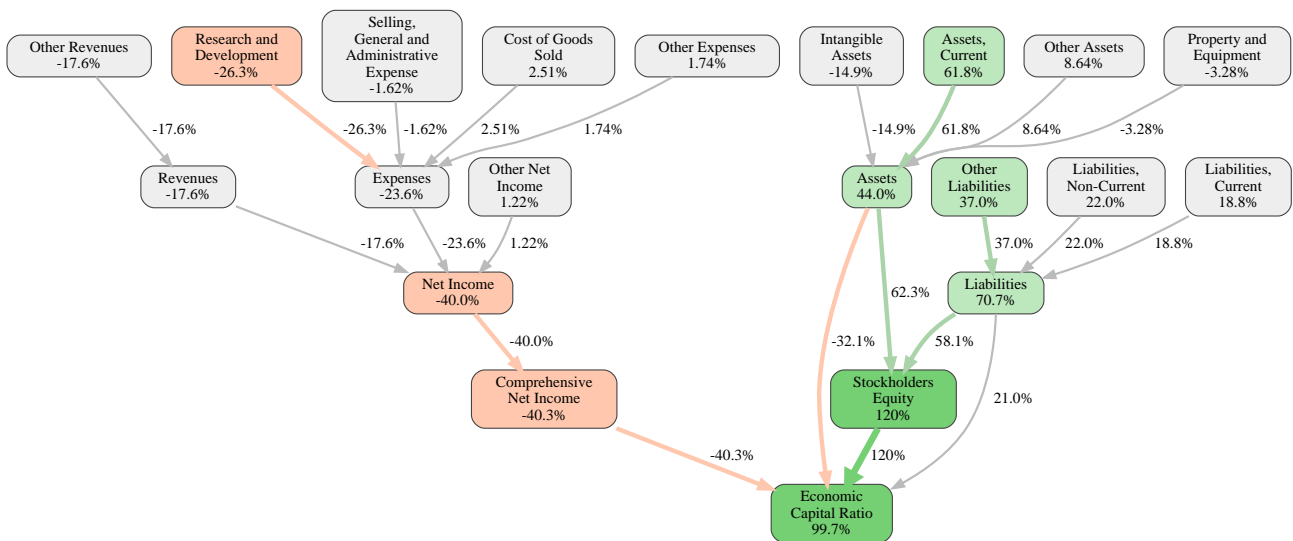 Other Revenues
-17.6%
Research and
Development
-26.3%
Selling,
General and
Administrative
Expense
-1.62%
Cost of Goods
Sold
2.51%
Other Expenses
1.74%
Intangible
Assets
-14.9%
Assets,
Current
61.8%
Other Assets
8.64%
Property and
Equipment
-3.28%
-17.6%
-26.3%
-1.62%
2.51%
1.74%
-14.9%
61.8%
8.64%
-3.28%
Revenues
-17.6%
Expenses
-23.6%
Other Net
Income
1.22%
Assets
44.0%
Other
Liabilities
37.0%
Liabilities,
Non-Current
22.0%
Liabilities,
Current
18.8%
-17.6%
-23.6%
1.22%
37.0%
22.0%
18.8%
Net Income
-40.0%
62.3%
Liabilities
70.7%
-40.0%
-32.1%
58.1%
Comprehensive
Net Income
-40.3%
Stockholders
Equity
120%
21.0%
-40.3%
120%
Economic
Capital Ratio
99.7%